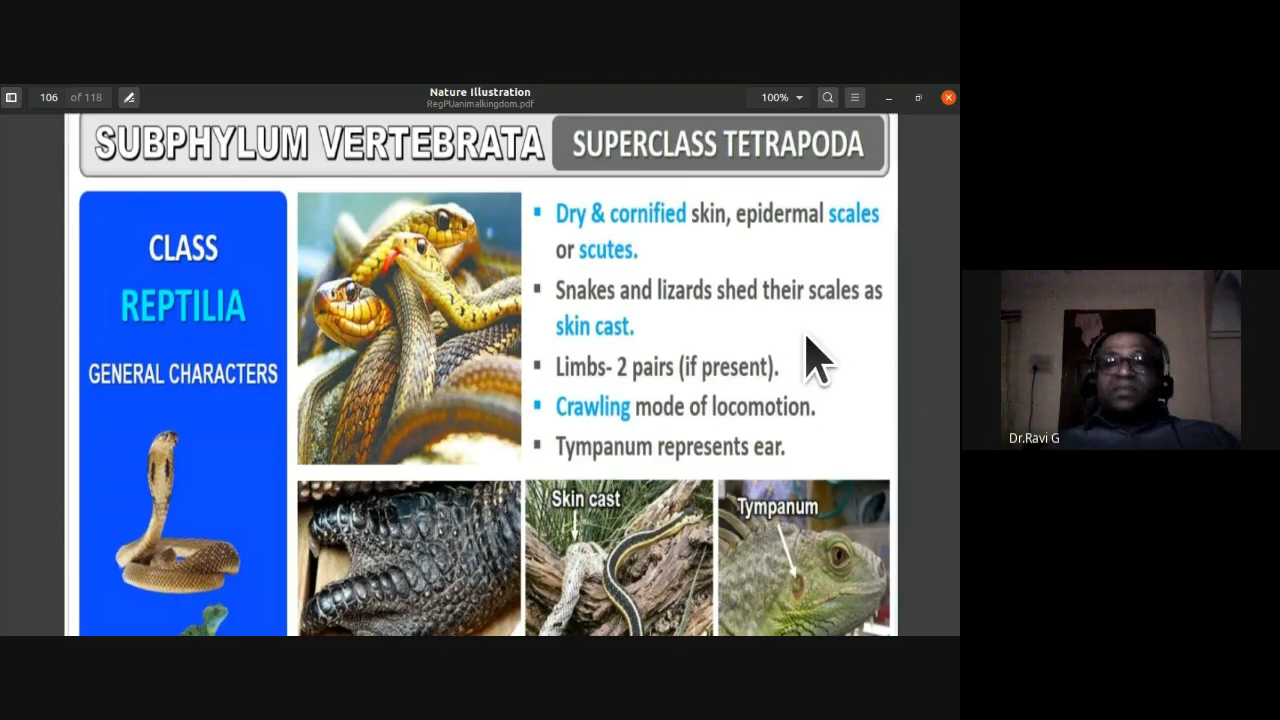 106 of 118
Nature Illustration
RegPUanimalkingdom.pdf
100%
SUBPHYLUM VERTEBRATA
SUPERCLASS TETRAPODA
CLASS
REPTILIA
GENERAL CHARACTERS
▪ Dry & cornified skin, epidermal scales
or scutes.
▪ Snakes and lizards shed their scales as
skin cast.
▪ Limbs- 2 pairs (if present).
▪ Crawling mode of locomotion.
▪ Tympanum represents ear.
Skin cast
Tympanum
Dr.Ravi G